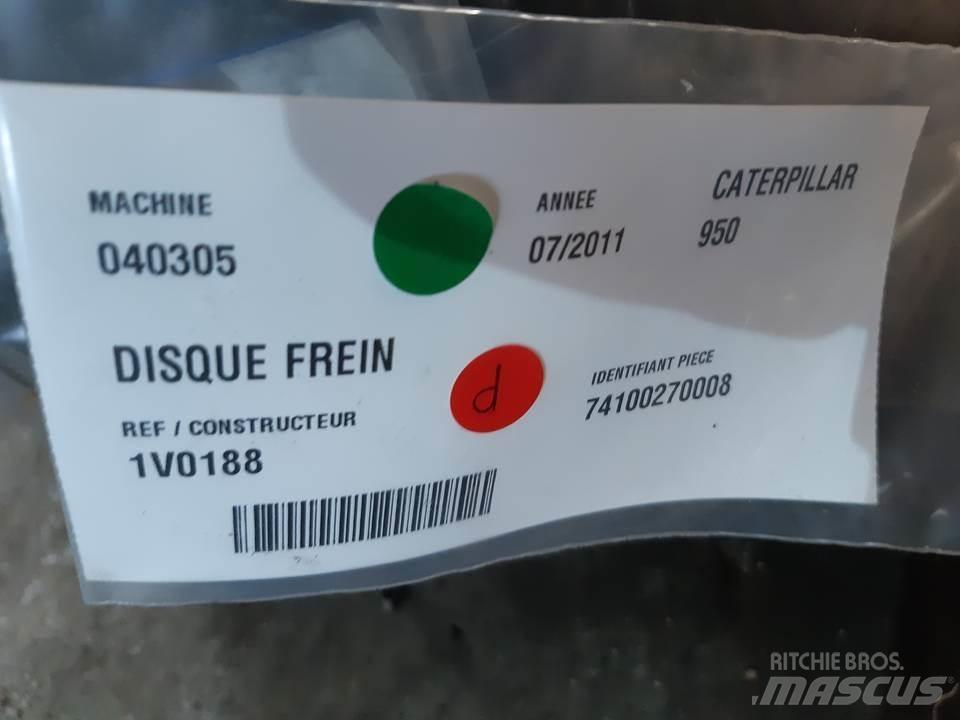 MACHINE
040305
ANNEE
07/2011
CATERPILLAR
950
DISQUE FREIN
d
IDENTIFIANT PIECE
74100270008
REF / CONSTRUCTEUR
1V0188
RITCHIE BROS.
MASCUS